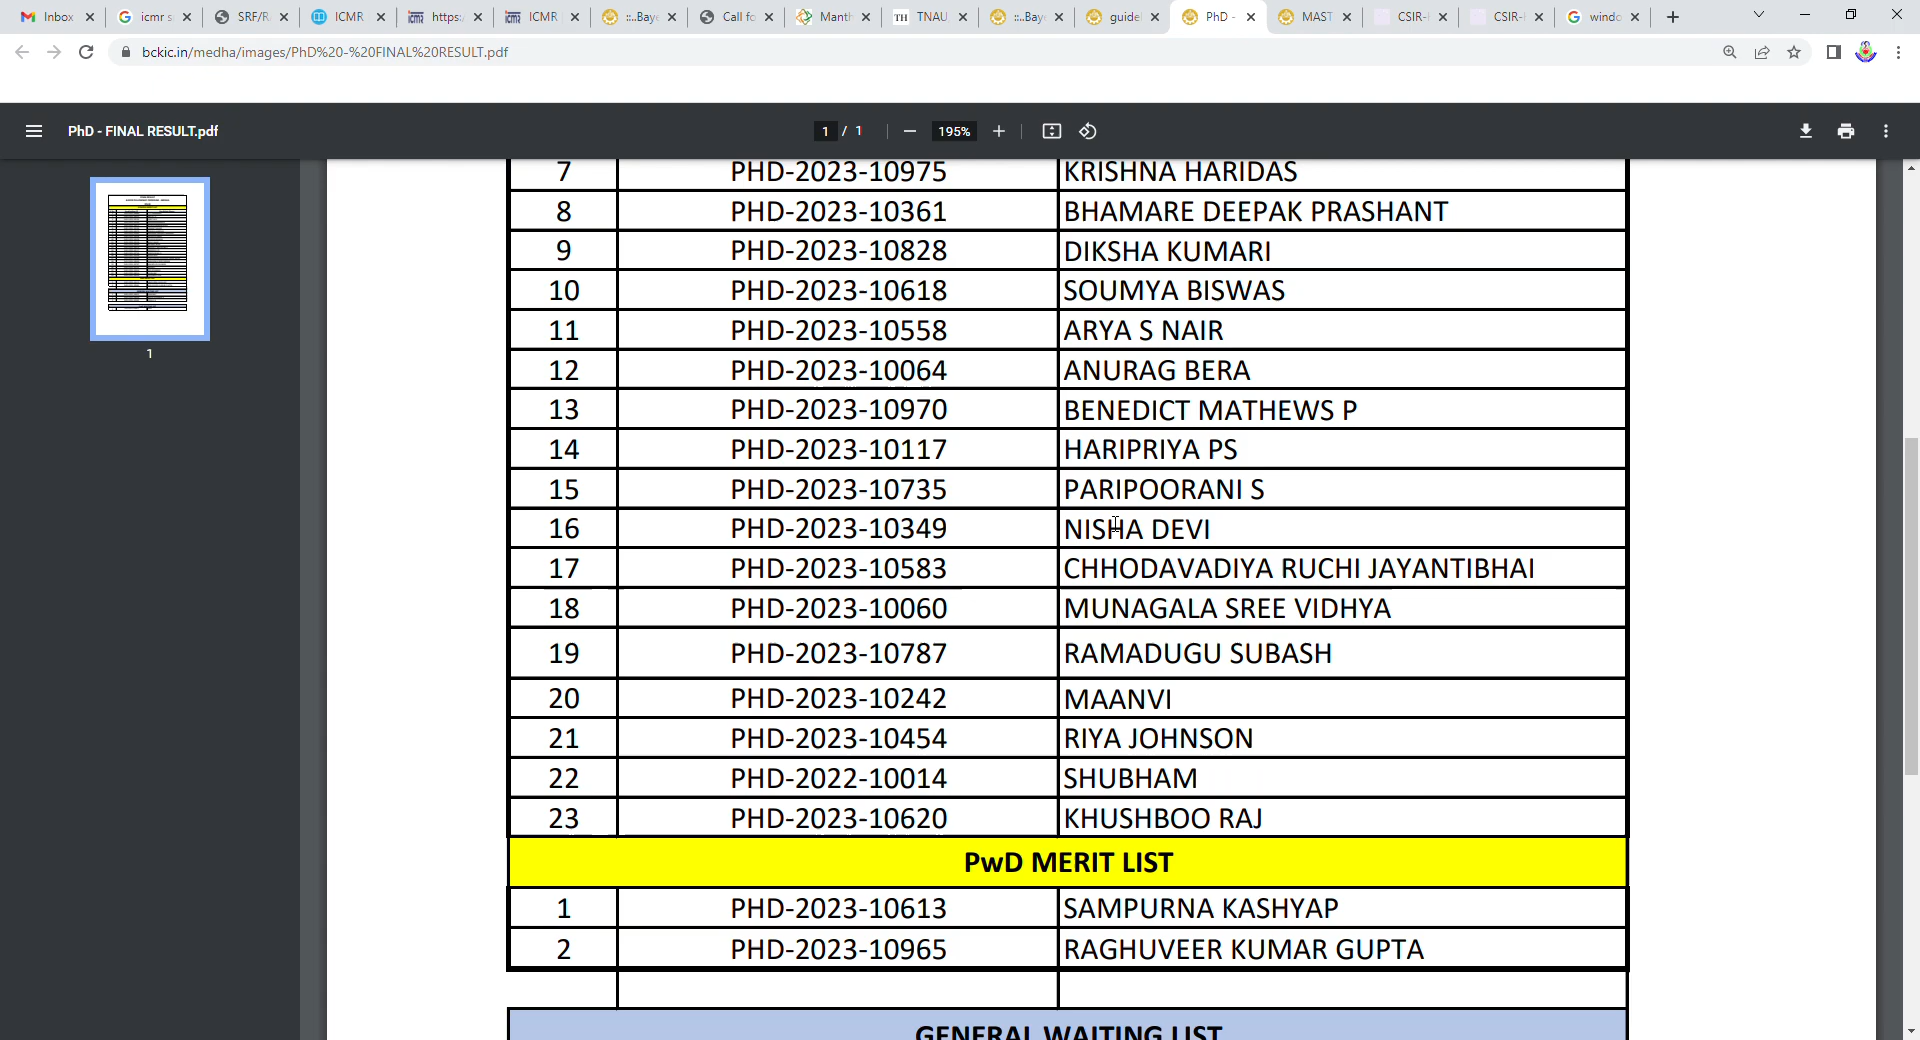 Inbox
icmr s
SRF/R
ICMR
https:
ICMR
::..Baye
Call fo
Manth
TNAU
::..Baye
guidel
PhD -
MAST
CSIR-
CSIR-
windo
bckic.in/medha/images/PhD%20-%20FINAL%20RESULT.pdf
PhD - FINAL RESULT.pdf
1 / 1
195%
1
7 PHD-2023-10975 KRISHNA HARIDAS
8 PHD-2023-10361 BHAMARE DEEPAK PRASHANT
9 PHD-2023-10828 DIKSHA KUMARI
10 PHD-2023-10618 SOUMYA BISWAS
11 PHD-2023-10558 ARYA S NAIR
12 PHD-2023-10064 ANURAG BERA
13 PHD-2023-10970 BENEDICT MATHEWS P
14 PHD-2023-10117 HARIPRIYA PS
15 PHD-2023-10735 PARIPOORANI S
16 PHD-2023-10349 NISHA DEVI
17 PHD-2023-10583 CHHODAVADIYA RUCHI JAYANTIBHAI
18 PHD-2023-10060 MUNAGALA SREE VIDHYA
19 PHD-2023-10787 RAMADUGU SUBASH
20 PHD-2023-10242 MAANVI
21 PHD-2023-10454 RIYA JOHNSON
22 PHD-2022-10014 SHUBHAM
23 PHD-2023-10620 KHUSHBOO RAJ
PwD MERIT LIST
1 PHD-2023-10613 SAMPURNA KASHYAP
2 PHD-2023-10965 RAGHUVEER KUMAR GUPTA
GENERAL WAITING LIST